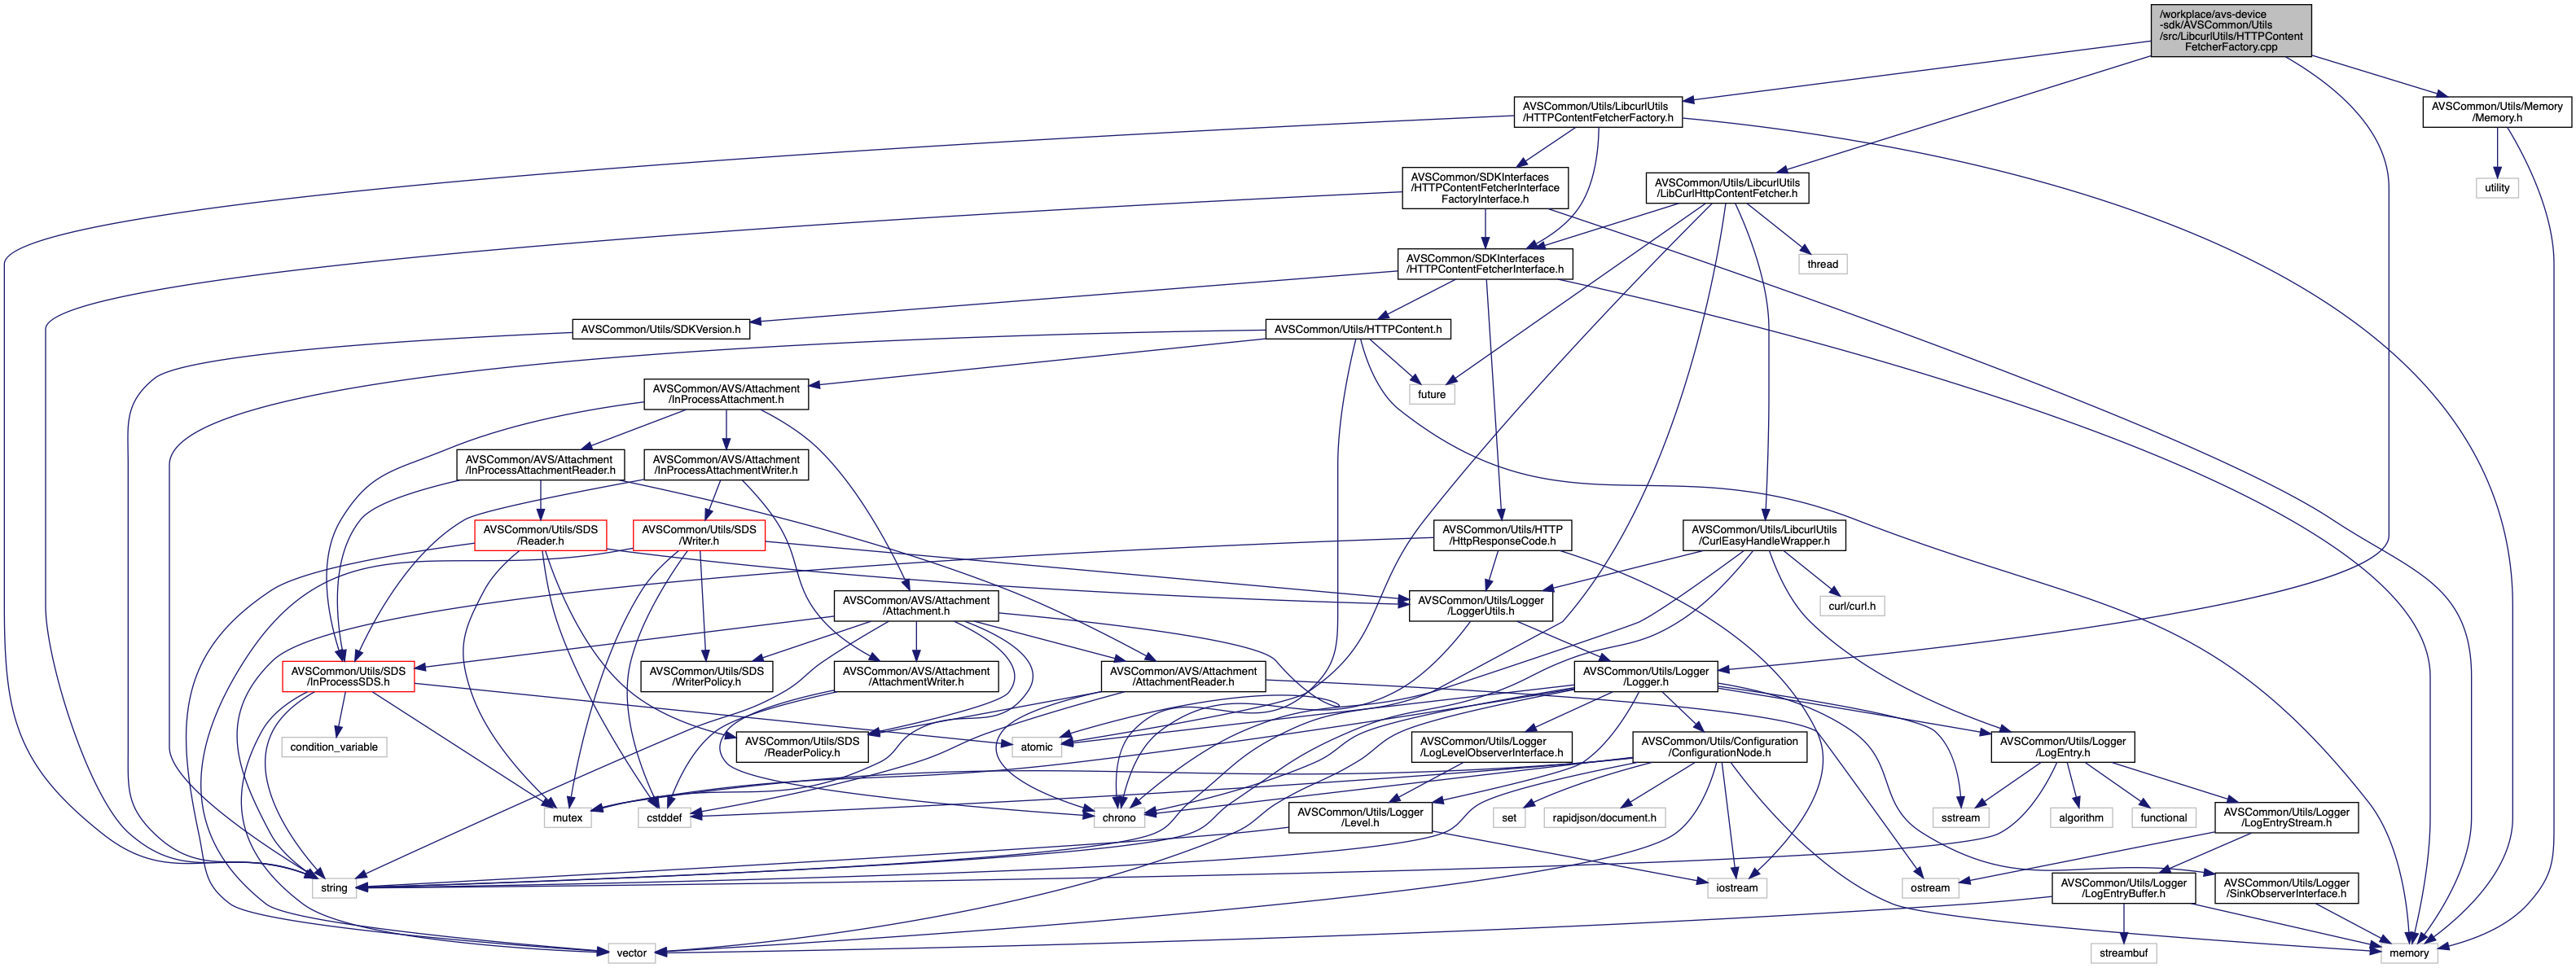 /workplace/avs-device
-sdk/AVSCommon/Utils
/src/LibcurlUtils/HTTPContent
FetcherFactory.cpp
AVSCommon/Utils/LibcurlUtils
/HTTPContentFetcherFactory.h
AVSCommon/Utils/Memory
/Memory.h
AVSCommon/SDKInterfaces
/HTTPContentFetcherInterface
FactoryInterface.h
AVSCommon/Utils/LibcurlUtils
/LibCurlHttpContentFetcher.h
utility
AVSCommon/SDKInterfaces
/HTTPContentFetcherInterface.h
thread
AVSCommon/Utils/SDKVersion.h
AVSCommon/Utils/HTTPContent.h
AVSCommon/AVS/Attachment
/InProcessAttachment.h
future
AVSCommon/AVS/Attachment
/InProcessAttachmentReader.h
AVSCommon/AVS/Attachment
/InProcessAttachmentWriter.h
AVSCommon/Utils/SDS
/Reader.h
AVSCommon/Utils/SDS
/Writer.h
AVSCommon/Utils/HTTP
/HttpResponseCode.h
AVSCommon/Utils/LibcurlUtils
/CurlEasyHandleWrapper.h
AVSCommon/AVS/Attachment
/Attachment.h
AVSCommon/Utils/Logger
/LoggerUtils.h
curl/curl.h
AVSCommon/Utils/SDS
/InProcessSDS.h
AVSCommon/Utils/SDS
/WriterPolicy.h
AVSCommon/AVS/Attachment
/AttachmentWriter.h
AVSCommon/AVS/Attachment
/AttachmentReader.h
AVSCommon/Utils/Logger
/Logger.h
condition_variable
AVSCommon/Utils/SDS
/ReaderPolicy.h
atomic
AVSCommon/Utils/Logger
/LogLevelObserverInterface.h
AVSCommon/Utils/Configuration
/ConfigurationNode.h
AVSCommon/Utils/Logger
/LogEntry.h
mutex
cstddef
chrono
AVSCommon/Utils/Logger
/Level.h
set
rapidjson/document.h
sstream
algorithm
functional
AVSCommon/Utils/Logger
/LogEntryStream.h
string
iostream
ostream
AVSCommon/Utils/Logger
/LogEntryBuffer.h
AVSCommon/Utils/Logger
/SinkObserverInterface.h
vector
streambuf
memory